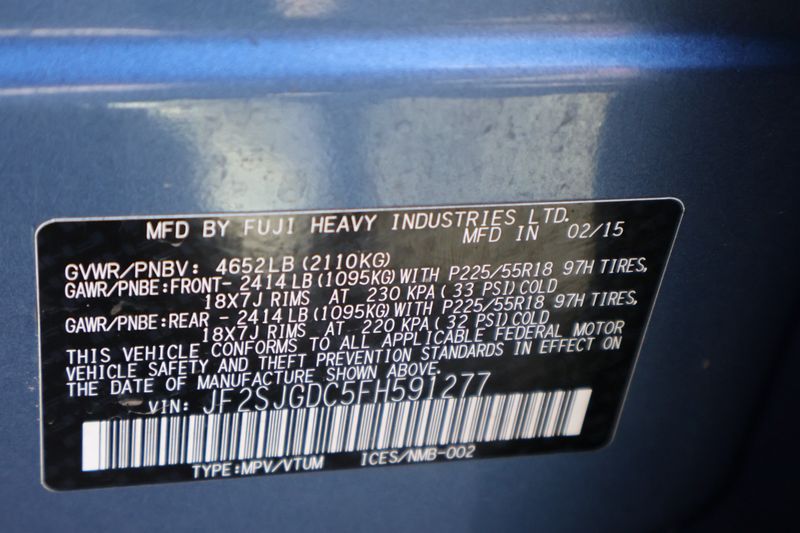 MFD BY FUJI HEAVY INDUSTRIES LTD.
MFD IN 02/15
GVWR/PNBV: 4652LB (2110KG)
GAWR/PNBE:FRONT- 2414LB (1095KG) WITH P225/55R18 97H TIRES,
18X7J RIMS AT 230 KPA (33 PSI) COLD
GAWR/PNBE:REAR - 2414LB (1095KG) WITH P225/55R18 97H TIRES,
18X7J RIMS AT 220 KPA (32 PSI) COLD
THIS VEHICLE CONFORMS TO ALL APPLICABLE FEDERAL MOTOR
VEHICLE SAFETY AND THEFT PREVENTION STANDARDS IN EFFECT ON
THE DATE OF MANUFACTURE SHOWN ABOVE.
VIN: JF2SJGDC5FH591277
TYPE:MPV/VTUM ICES/NMB-002